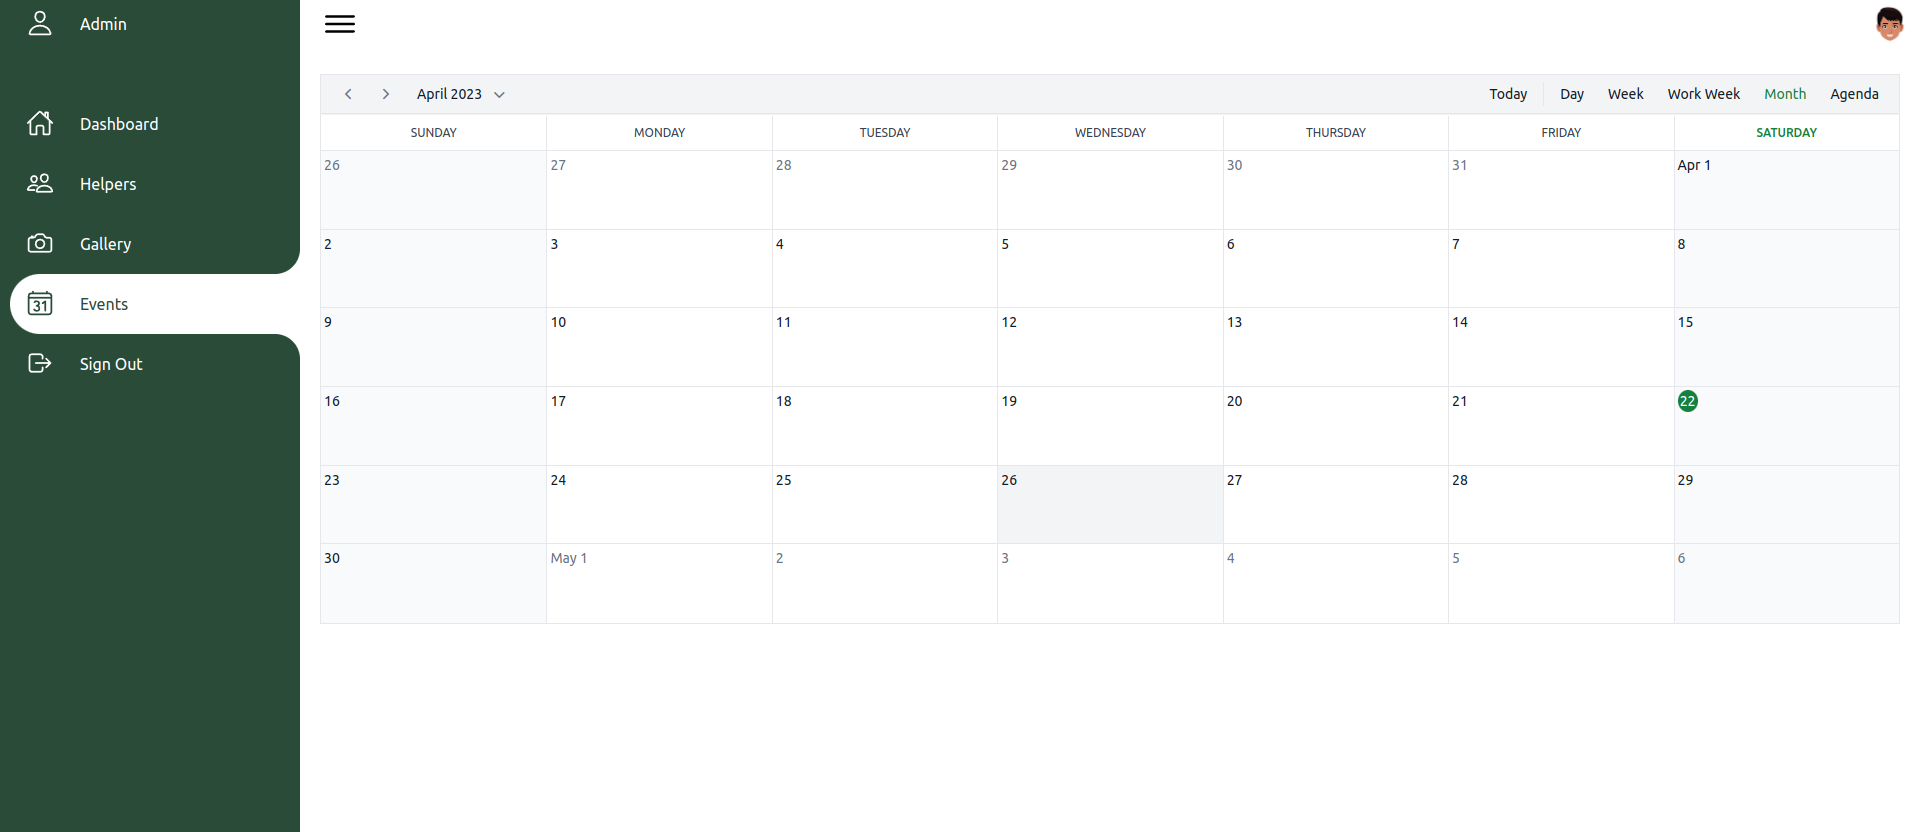 Admin
Dashboard
Helpers
Gallery
31 Events
Sign Out
April 2023 Today Day Week Work Week Month Agenda
SUNDAY MONDAY TUESDAY WEDNESDAY THURSDAY FRIDAY SATURDAY
26 27 28 29 30 31 Apr 1
2 3 4 5 6 7 8
9 10 11 12 13 14 15
16 17 18 19 20 21 22
23 24 25 26 27 28 29
30 May 1 2 3 4 5 6